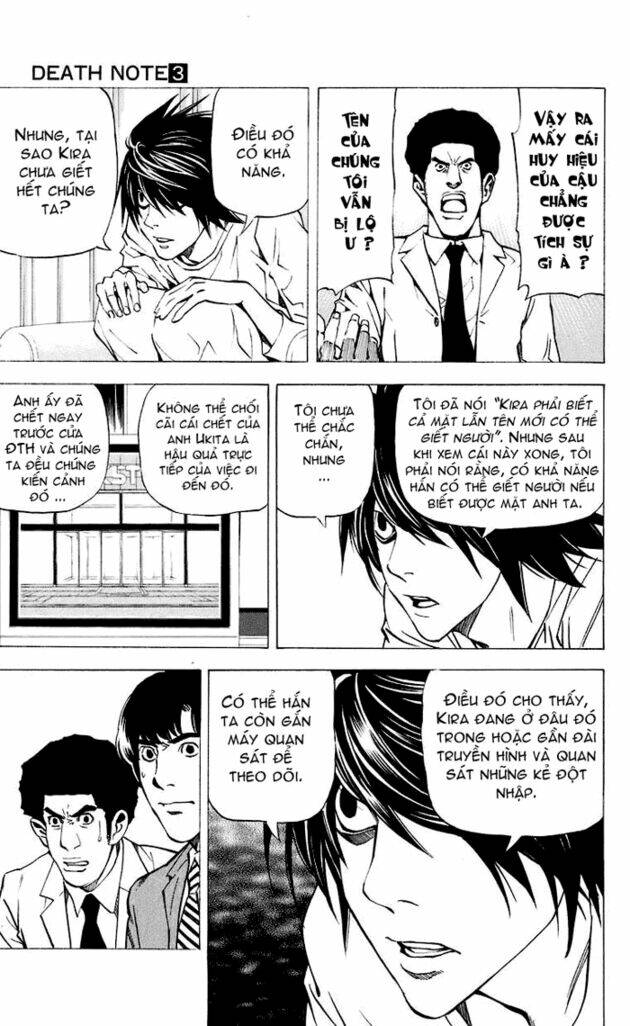 DEATH NOTE 3
VẬY RA
MẤY CÁI
HUY HIỆU
CỦA CẬU
CHẲNG
ĐƯỢC
TÍCH SỰ
GÌ À ?
TÊN
CỦA
CHÚNG
TÔI
VẪN
BỊ LỘ
Ư ?
ĐIỀU ĐÓ
CÓ KHẢ
NĂNG.
NHƯNG, TẠI
SAO KIRA
CHƯA GIẾT
HẾT CHÚNG
TA?
TÔI ĐÃ NÓI “KIRA PHẢI BIẾT
CẢ MẶT LẪN TÊN MỚI CÓ THỂ
GIẾT NGƯỜI”. NHƯNG SAU
KHI XEM CÁI NÀY XONG, TÔI
PHẢI NÓI RẰNG, CÓ KHẢ NĂNG
HẮN CÓ THỂ GIẾT NGƯỜI NẾU
BIẾT ĐƯỢC MẶT ANH TA.
TÔI CHƯA
THỂ CHẮC
CHẮN,
NHƯNG
...
KHÔNG THỂ CHỐI
CÃI CÁI CHẾT CỦA
ANH UKITA LÀ
HẬU QUẢ TRỰC
TIẾP CỦA VIỆC ĐI
ĐẾN ĐÓ.
ANH ẤY ĐÃ
CHẾT NGAY
TRƯỚC CỬA
ĐTH VÀ CHÚNG
TA ĐỀU CHỨNG
KIẾN CẢNH
ĐÓ ...
ĐIỀU ĐÓ CHO THẤY,
KIRA ĐANG Ở ĐÂU ĐÓ
TRONG HOẶC GẦN ĐÀI
TRUYỀN HÌNH VÀ QUAN
SÁT NHỮNG KẺ ĐỘT
NHẬP.
CÓ THỂ HẮN
TA CÒN GẮN
MÁY QUAN
SÁT ĐỂ
THEO DÕI.